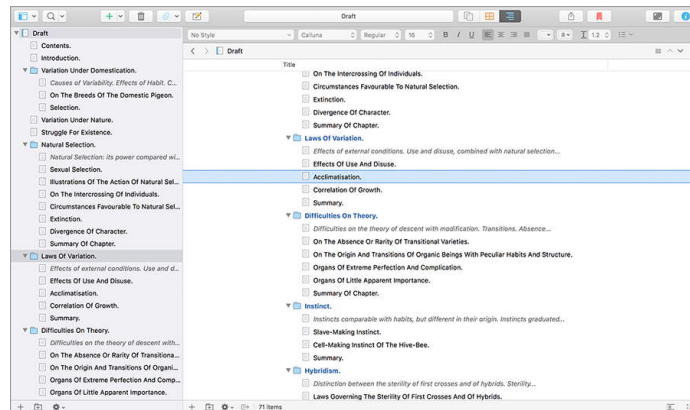 Draft
Draft
Contents.
Introduction.
Variation Under Domestication.
Causes of Variability. Effects of Habit. C...
On The Breeds Of The Domestic Pigeon.
Selection.
Variation Under Nature.
Struggle For Existence.
Natural Selection.
Natural Selection: its power compared wi...
Sexual Selection.
Illustrations Of The Action Of Natural Sel...
On The Intercrossing Of Individuals.
Circumstances Favourable To Natural Sel...
Extinction.
Divergence Of Character.
Summary Of Chapter.
Laws Of Variation.
Effects of external conditions. Use and d...
Effects Of Use And Disuse.
Acclimatisation.
Correlation Of Growth.
Summary.
Difficulties On Theory.
Difficulties on the theory of descent with...
On The Absence Or Rarity Of Transitiona...
On The Origin And Transitions Of Organi...
Organs Of Extreme Perfection And Comp...
Organs Of Little Apparent Importance.
No Style Calluna Regular 16 B I U 1.2
Draft
Title
On The Intercrossing Of Individuals.
Circumstances Favourable To Natural Selection.
Extinction.
Divergence Of Character.
Summary Of Chapter.
Laws Of Variation.
Effects of external conditions. Use and disuse, combined with natural selection...
Effects Of Use And Disuse.
Acclimatisation.
Correlation Of Growth.
Summary.
Difficulties On Theory.
Difficulties on the theory of descent with modification. Transitions. Absence...
On The Absence Or Rarity Of Transitional Varieties.
On The Origin And Transitions Of Organic Beings With Peculiar Habits And Structure.
Organs Of Extreme Perfection And Complication.
Organs Of Little Apparent Importance.
Summary Of Chapter.
Instinct.
Instincts comparable with habits, but different in their origin. Instincts graduated...
Slave-Making Instinct.
Cell-Making Instinct Of The Hive-Bee.
Summary.
Hybridism.
Distinction between the sterility of first crosses and of hybrids. Sterility...
Laws Governing The Sterility Of First Crosses And Of Hybrids.
71 items